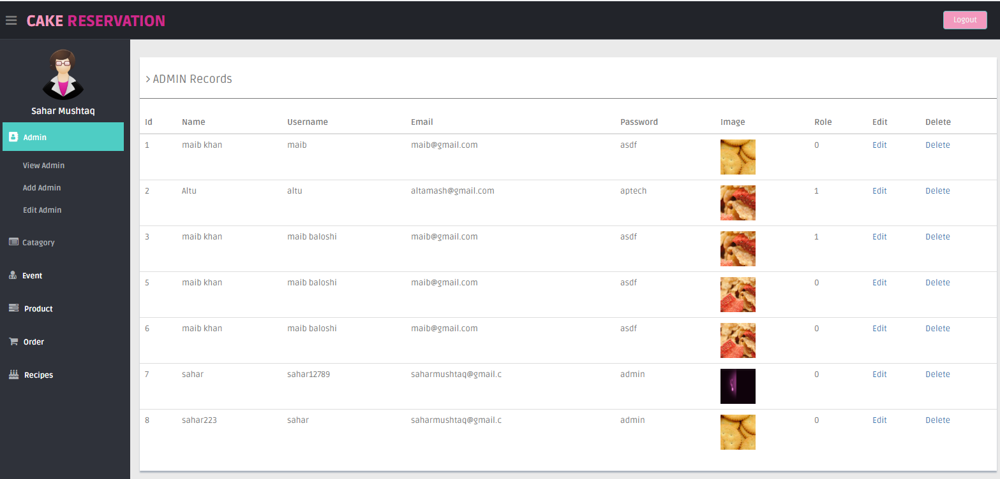 CAKE RESERVATION
Logout
Sahar Mushtaq
Admin
View Admin
Add Admin
Edit Admin
Catagory
Event
Product
Order
Recipes
ADMIN Records
Id Name Username Email Password Image Role Edit Delete
1 maib khan maib maib@gmail.com asdf 0 Edit Delete
2 Altu altu altamash@gmail.com aptech 1 Edit Delete
3 maib khan maib baloshi maib@gmail.com asdf 1 Edit Delete
5 maib khan maib baloshi maib@gmail.com asdf 0 Edit Delete
6 maib khan maib baloshi maib@gmail.com asdf 0 Edit Delete
7 sahar sahar12789 saharmushtaq@gmail.c admin 0 Edit Delete
8 sahar223 sahar saharmushtaq@gmail.c admin 0 Edit Delete